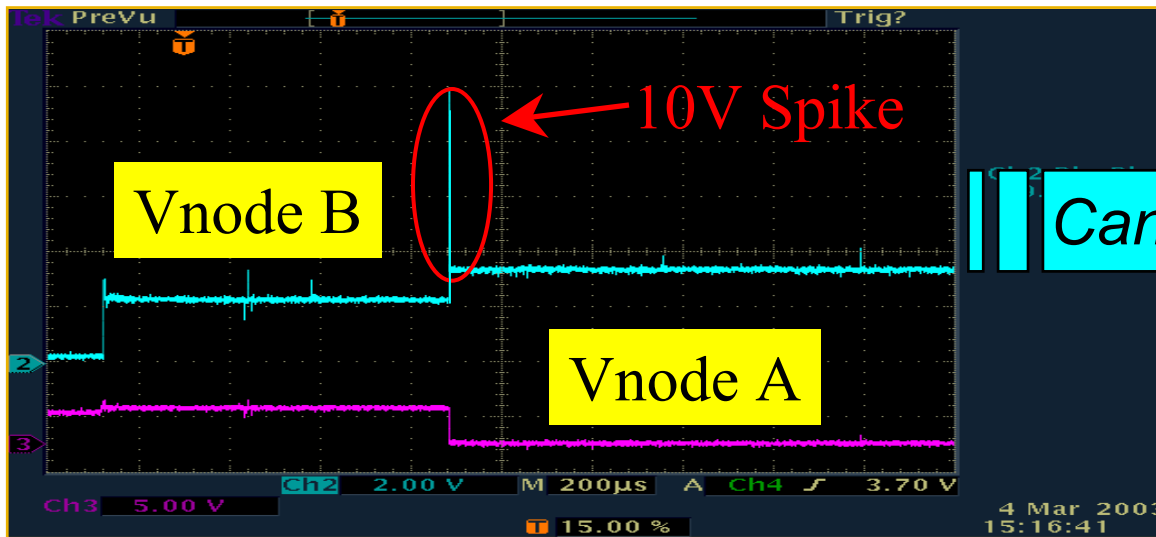 Tek PreVu
Trig?
T
T
10V Spike
Vnode B
2
Vnode A
3
Ch2 2.00 V M 200µs A Ch4 3.70 V
Ch3 5.00 V
T 15.00 %
4 Mar 2003
15:16:41